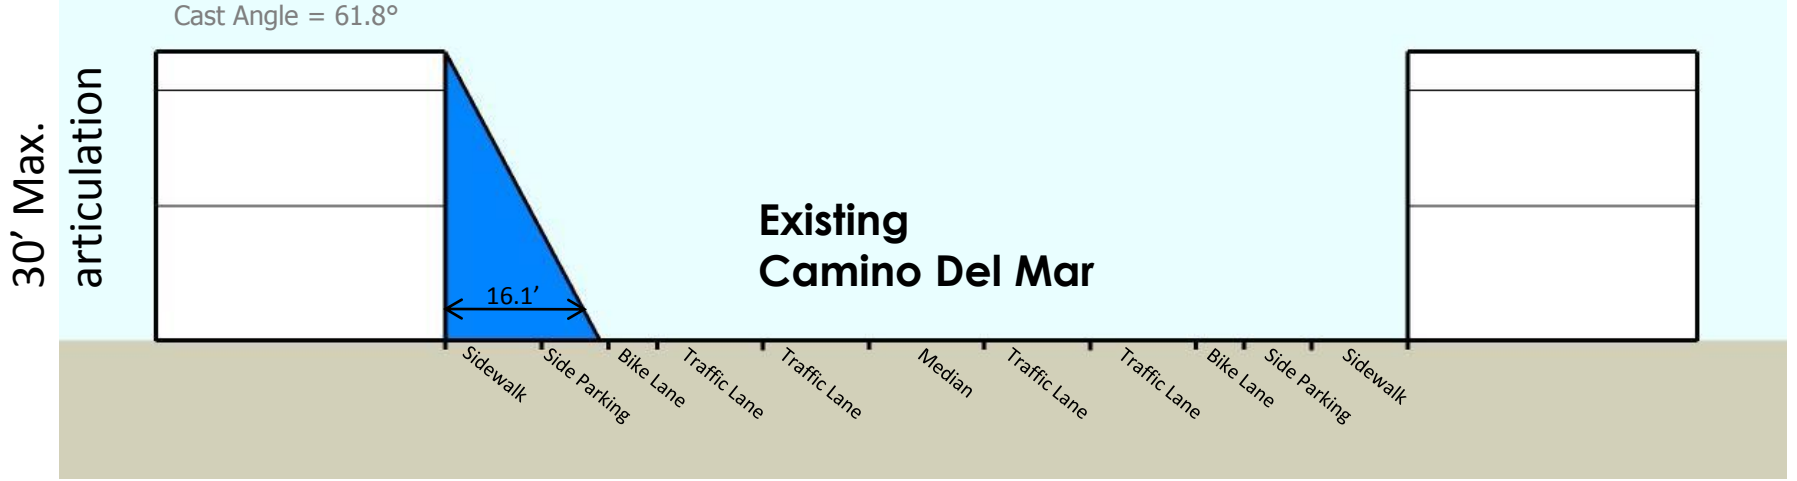 Cast Angle = 61.8°
30’ Max.
articulation
Existing
Camino Del Mar
16.1’
Sidewalk
Side Parking
Bike Lane
Traffic Lane
Traffic Lane
Median
Traffic Lane
Traffic Lane
Bike Lane
Side Parking
Sidewalk